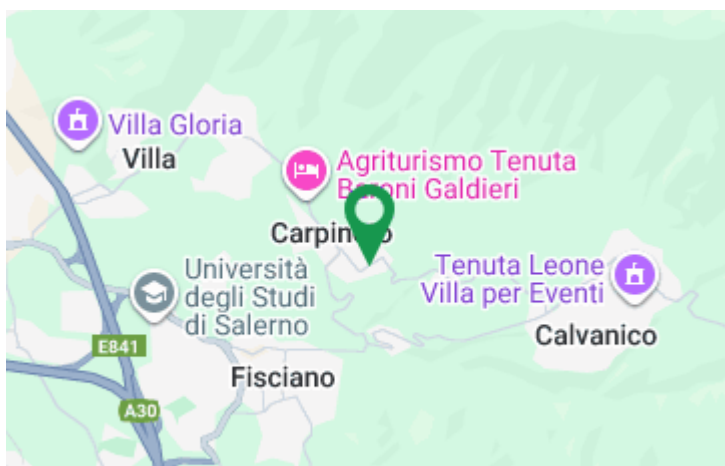 Villa Gloria
Villa
Agriturismo Tenuta
Baroni Galdieri
Università
degli Studi
di Salerno
Tenuta Leone
Villa per Eventi
Calvanico
E841
Fisciano
A30